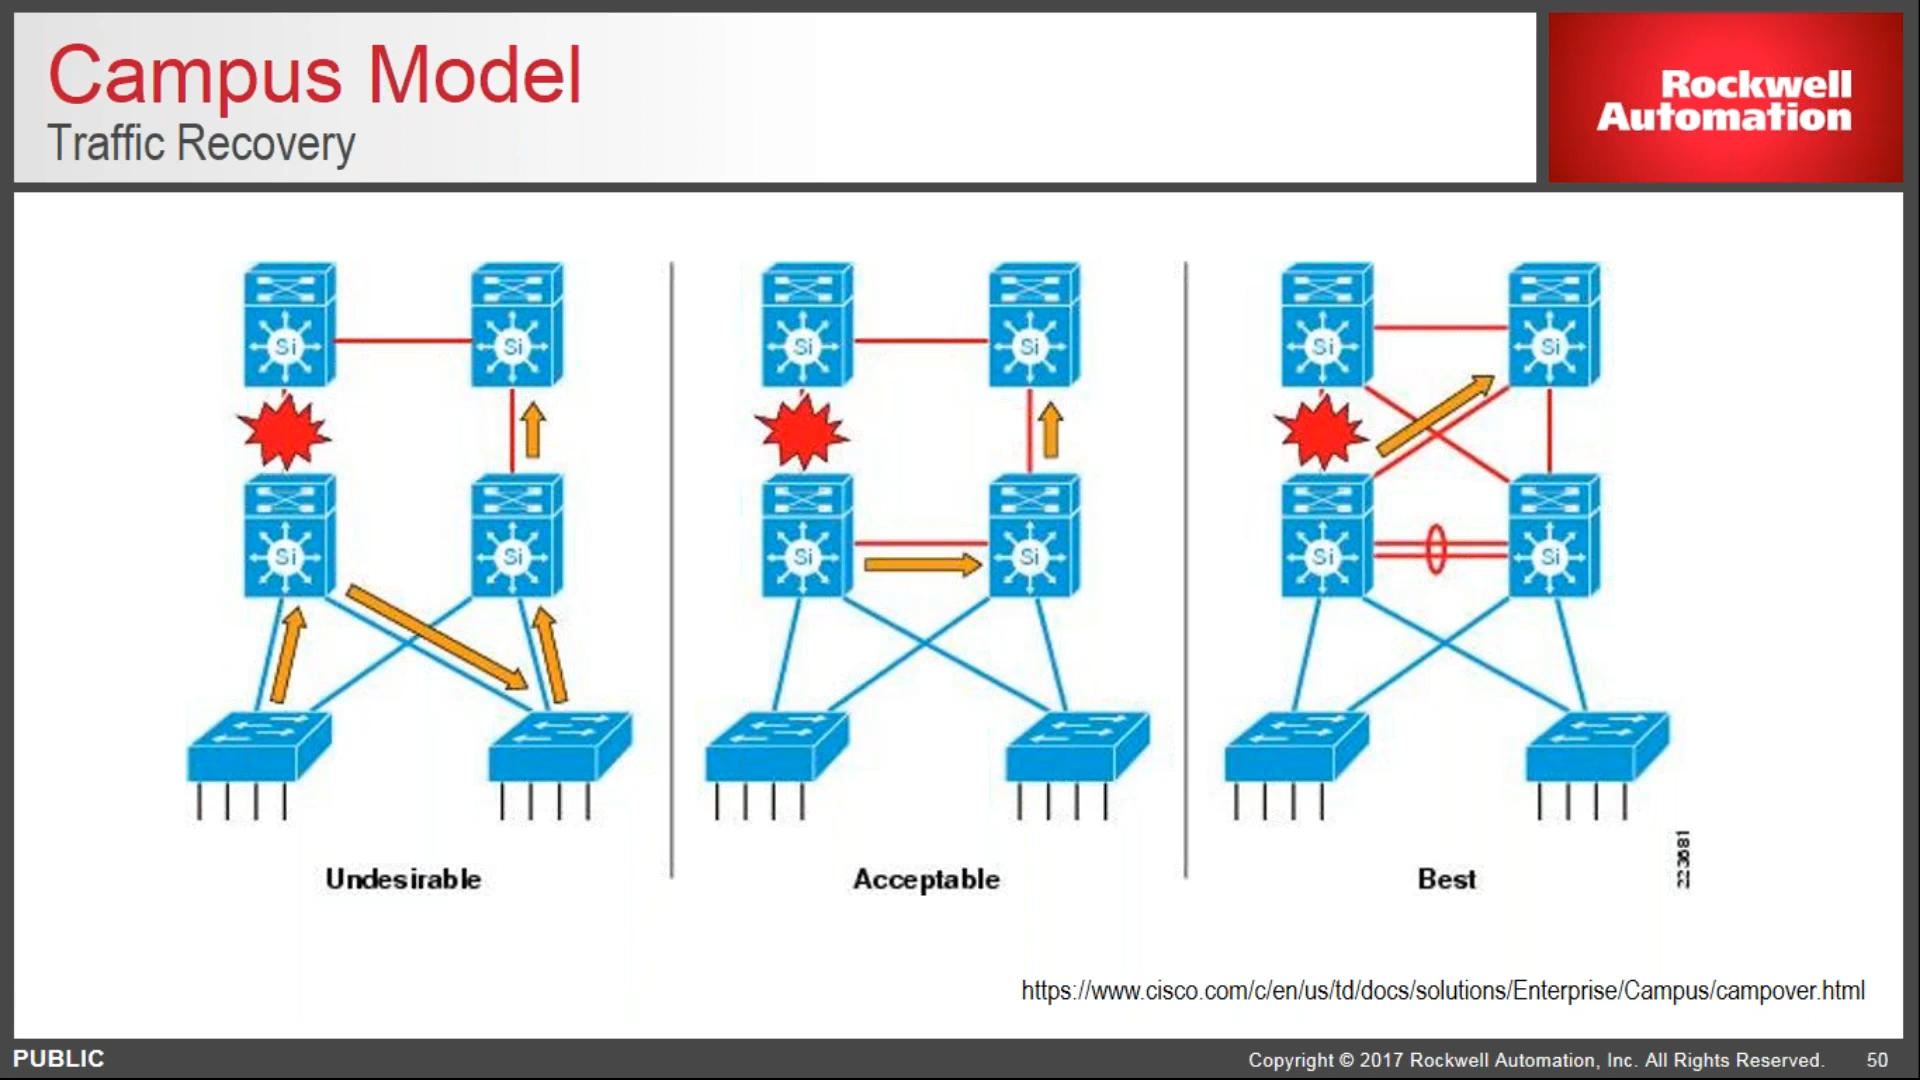 Campus Model
Traffic Recovery
Rockwell
Automation
Si
Si
Si
Si
Si
Si
Si
Si
Si
Si
Si
Si
Undesirable
Acceptable
Best
223681
https://www.cisco.com/c/en/us/td/docs/solutions/Enterprise/Campus/campover.html
PUBLIC
Copyright © 2017 Rockwell Automation, Inc. All Rights Reserved.
50